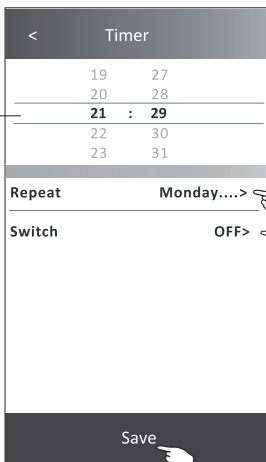 < Timer
19 27
20 28
21 : 29
22 30
23 31
Repeat Monday....>
Switch OFF>
Save